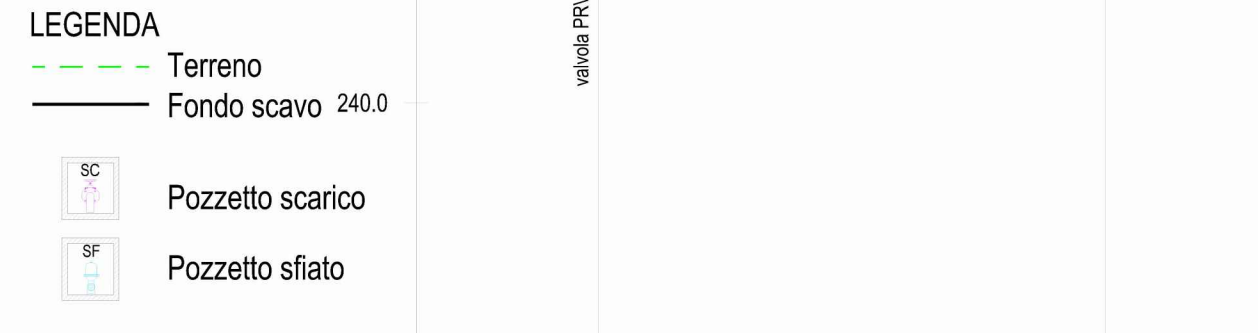 LEGENDA
Terreno
Fondo scavo
240.0
SC
Pozzetto scarico
SF
Pozzetto sfiato
valvola PRV